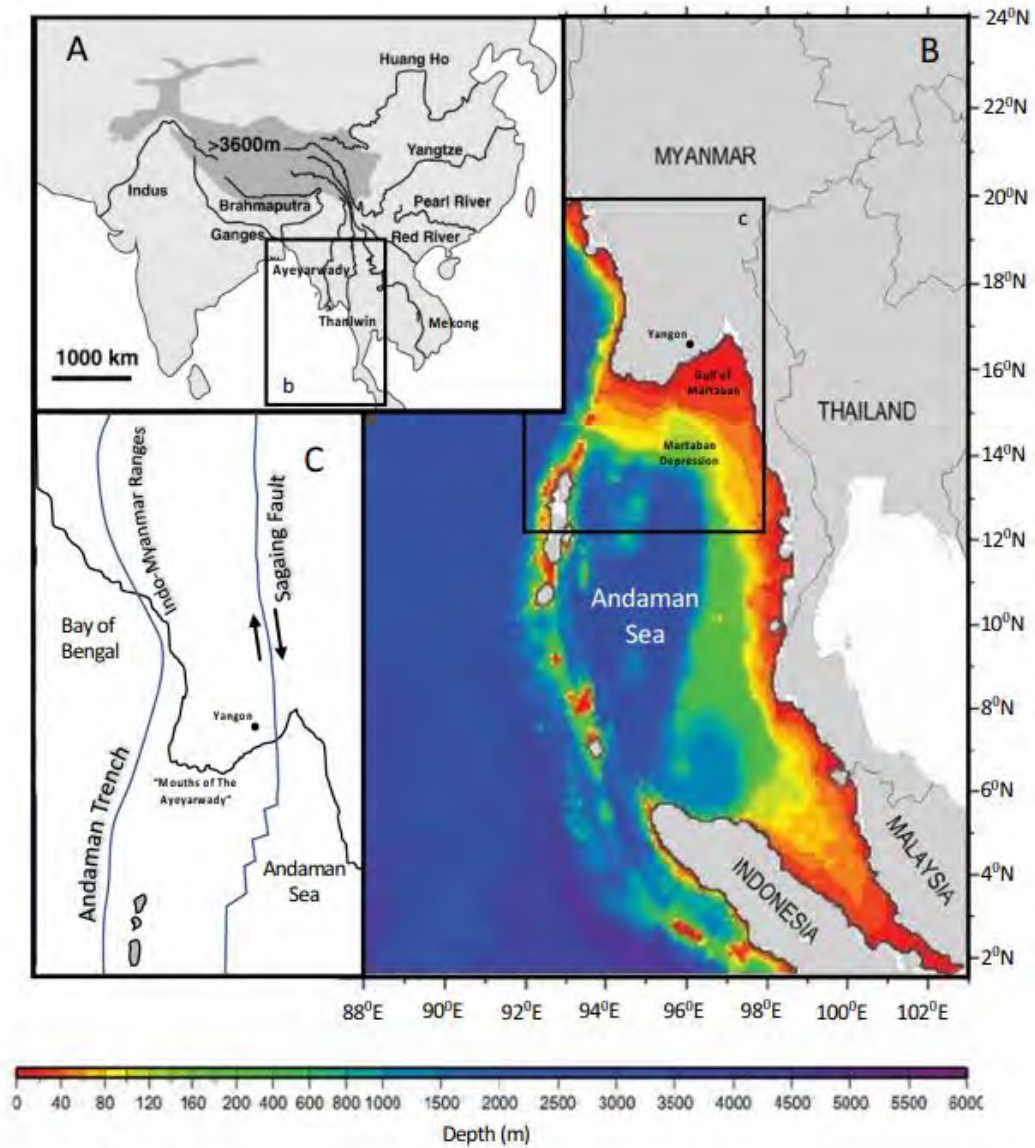 A
Huang Ho
>3600m
Yangtze
Indus
Brahmaputra
Pearl River
Ganges
Red River
Ayeyarwady
Thanlwin
Mekong
1000 km
b
B
MYANMAR
c
Yangon
Gulf of
Martaban
THAILAND
Martaban
Depression
Andaman
Sea
MALAYSIA
INDONESIA
24⁰N
22⁰N
20⁰N
18⁰N
16⁰N
14⁰N
12⁰N
10⁰N
8⁰N
6⁰N
4⁰N
2⁰N
C
Indo-Myanmar Ranges
Sagaing Fault
Bay of
Bengal
Yangon
"Mouths of The
Ayeyarwady"
Andaman Trench
Andaman
Sea
88⁰E 90⁰E 92⁰E 94⁰E 96⁰E 98⁰E 100⁰E 102⁰E
0 40 80 120 160 200 400 600 800 1000 1500 2000 2500 3000 3500 4000 4500 5000 5500 6000
Depth (m)